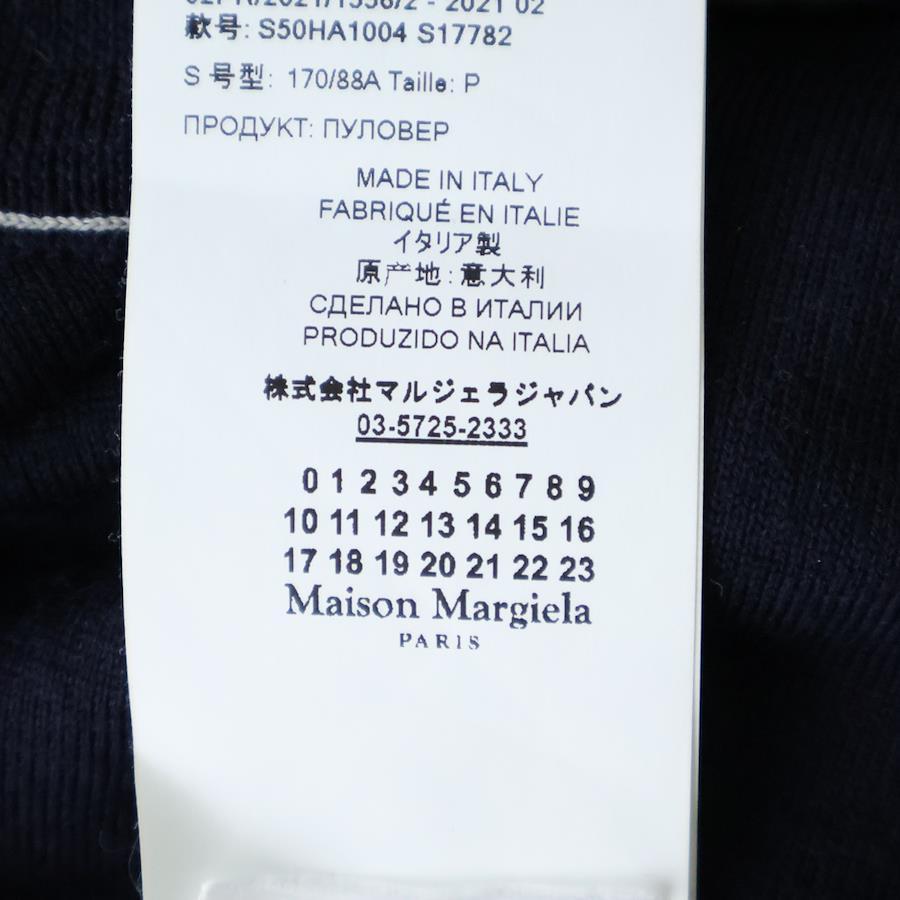 - 2021 02
款号: S50HA1004 S17782
S 号型: 170/88A Taille: P
ПРОДУКТ: ПУЛОВЕР
MADE IN ITALY
FABRIQUÉ EN ITALIE
イタリア製
原产地:意大利
СДЕЛАНО В ИТАЛИИ
PRODUZIDO NA ITALIA
株式会社マルジェラジャパン
03-5725-2333
0 1 2 3 4 5 6 7 8 9
10 11 12 13 14 15 16
17 18 19 20 21 22 23
Maison Margiela
PARIS